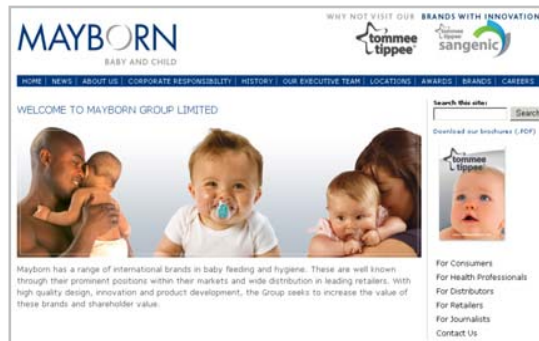 WHY NOT VISIT OUR BRANDS WITH INNOVATION
MAYBORN
BABY AND CHILD
tommee tippee
tommee tippee
sangenic
HOME | NEWS | ABOUT US | CORPORATE RESPONSIBILITY | HISTORY | OUR EXECUTIVE TEAM | LOCATIONS | AWARDS | BRANDS | CAREERS
WELCOME TO MAYBORN GROUP LIMITED
Mayborn has a range of international brands in baby feeding and hygiene. These are well known
through their prominent positions within their markets and wide distribution in leading retailers. With
high quality design, innovation and product development, the Group seeks to increase the value of
these brands and shareholder value.
Search this site:
Search
Download our brochures (.PDF)
tommee
tippee
For Consumers
For Health Professionals
For Distributors
For Retailers
For Journalists
Contact Us